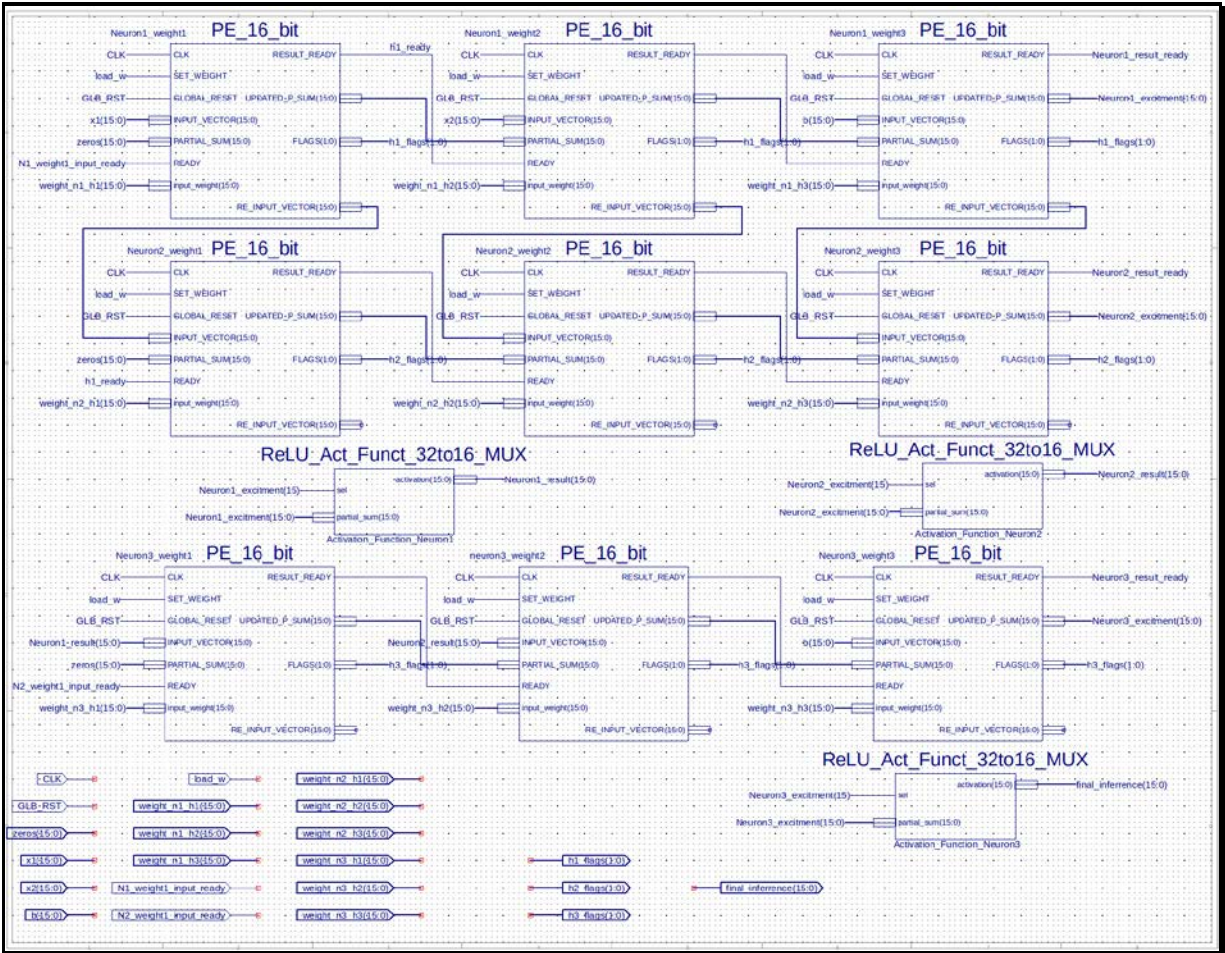 Neuron1_weight1 PE_16_bit Neuron1_weight2 PE_16_bit Neuron1_weight3 PE_16_bit
CLK CLK RESULT_READY h1_ready CLK CLK RESULT_READY CLK CLK RESULT_READY Neuron1_resuit_ready
load_w SET_WEIGHT load_w SET_WEIGHT load_w SET_WEIGHT
GLB_RST GLOBAL_RESET UPDATED_P_SUM(15:0) GLB_RST GLOBAL_RESET UPDATED_P_SUM(15:0) GLB_RST GLOBAL_RESET UPDATED_P_SUM(15:0) Neuron1_excitment(15:0)
x1(15:0) INPUT_VECTOR(15:0) x2(15:0) INPUT_VECTOR(15:0) b(15:0) INPUT_VECTOR(15:0)
zeros(15:0) PARTIAL_SUM(15:0) FLAGS(1:0) h1_flags(1:0) PARTIAL_SUM(15:0) FLAGS(1:0) h1_flags(1:0) PARTIAL_SUM(15:0) FLAGS(1:0) h1_flags(1:0)
N1_weight1_input_ready READY READY READY
weight_n1_h1(15:0) input_weight(15:0) weight_n1_h2(15:0) input_weight(15:0) weight_n1_h3(15:0) input_weight(15:0)
RE_INPUT_VECTOR(15:0) RE_INPUT_VECTOR(15:0) RE_INPUT_VECTOR(15:0)
Neuron2_weight1 PE_16_bit Neuron2_weight2 PE_16_bit Neuron2_weight3 PE_16_bit
CLK CLK RESULT_READY CLK CLK RESULT_READY CLK CLK RESULT_READY Neuron2_resuit_ready
load_w SET_WEIGHT load_w SET_WEIGHT load_w SET_WEIGHT
GLB_RST GLOBAL_RESET UPDATED_P_SUM(15:0) GLB_RST GLOBAL_RESET UPDATED_P_SUM(15:0) GLB_RST GLOBAL_RESET UPDATED_P_SUM(15:0) Neuron2_excitment(15:0)
INPUT_VECTOR(15:0) INPUT_VECTOR(15:0) INPUT_VECTOR(15:0)
zeros(15:0) PARTIAL_SUM(15:0) FLAGS(1:0) h2_flags(1:0) PARTIAL_SUM(15:0) FLAGS(1:0) h2_flags(1:0) PARTIAL_SUM(15:0) FLAGS(1:0) h2_flags(1:0)
h1_ready READY READY READY
weight_n2_h1(15:0) input_weight(15:0) weight_n2_h2(15:0) input_weight(15:0) weight_n2_h3(15:0) input_weight(15:0)
RE_INPUT_VECTOR(15:0) RE_INPUT_VECTOR(15:0) RE_INPUT_VECTOR(15:0)
ReLU_Act_Funct_32to16_MUX ReLU_Act_Funct_32to16_MUX
activation(15:0) Neuron1_result(15:0) activation(15:0) Neuron2_result(15:0)
Neuron1_excitment(15) sel Neuron2_excitment(15) sel
Neuron1_excitment(15:0) partial_sum(15:0) Neuron2_excitment(15:0) partial_sum(15:0)
Activation_Function_Neuron1 Activation_Function_Neuron2
Neuron3_weight1 PE_16_bit neuron3_weight2 PE_16_bit Neuron3_weight3 PE_16_bit
CLK CLK RESULT_READY CLK CLK RESULT_READY CLK CLK RESULT_READY Neuron3_resuit_ready
load_w SET_WEIGHT load_w SET_WEIGHT load_w SET_WEIGHT
GLB_RST GLOBAL_RESET UPDATED_P_SUM(15:0) GLB_RST GLOBAL_RESET UPDATED_P_SUM(15:0) GLB_RST GLOBAL_RESET UPDATED_P_SUM(15:0) Neuron3_excitment(15:0)
Neuron1_result(15:0) INPUT_VECTOR(15:0) Neuron2_result(15:0) INPUT_VECTOR(15:0) b(15:0) INPUT_VECTOR(15:0)
zeros(15:0) PARTIAL_SUM(15:0) FLAGS(1:0) h3_flags(1:0) PARTIAL_SUM(15:0) FLAGS(1:0) h3_flags(1:0) PARTIAL_SUM(15:0) FLAGS(1:0) h3_flags(1:0)
N2_weight1_input_ready READY READY READY
weight_n3_h1(15:0) input_weight(15:0) weight_n3_h2(15:0) input_weight(15:0) weight_n3_h3(15:0) input_weight(15:0)
RE_INPUT_VECTOR(15:0) RE_INPUT_VECTOR(15:0) RE_INPUT_VECTOR(15:0)
ReLU_Act_Funct_32to16_MUX
CLK load_w weight_n2_h1(15:0) activation(15:0) final_inferrence(15:0)
Neuron3_excitment(15) sel
GLB_RST weight_n1_h1(15:0) weight_n2_h2(15:0)
Neuron3_excitment(15:0) partial_sum(15:0)
zeros(15:0) weight_n1_h2(15:0) weight_n2_h3(15:0)
Activation_Function_Neuron3
x1(15:0) weight_n1_h3(15:0) weight_n3_h1(15:0) h1_flags(1:0)
x2(15:0) N1_weight1_input_ready weight_n3_h2(15:0) h2_flags(1:0) final_inferrence(15:0)
b(15:0) N2_weight1_input_ready weight_n3_h3(15:0) h3_flags(1:0)